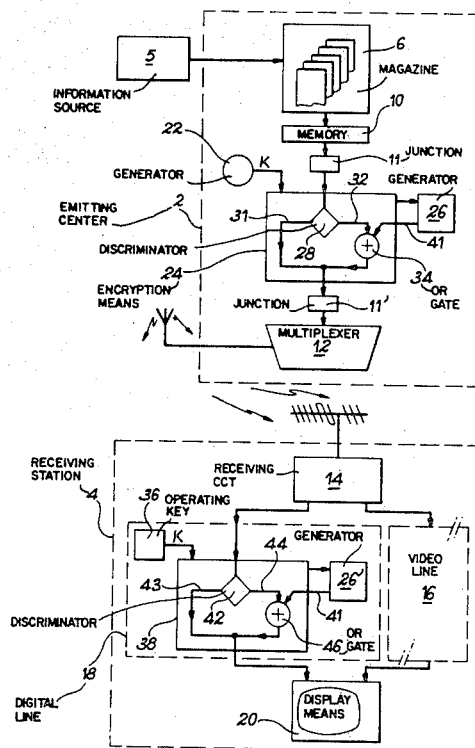 5
INFORMATION
SOURCE
6
MAGAZINE
MEMORY
10
22
11
JUNCTION
GENERATOR
K
GENERATOR
32
26
EMITTING
CENTER
2
31
41
DISCRIMINATOR
28
24
34
OR GATE
ENCRYPTION
MEANS
JUNCTION
11'
MULTIPLEXER
12
RECEIVING
STATION
4
RECEIVING
CCT
14
36
OPERATING
KEY
K
GENERATOR
44
26'
43
41
VIDEO
LINE
16
DISCRIMINATOR
42
38
46
OR
GATE
18
DIGITAL
LINE
DISPLAY
MEANS
20